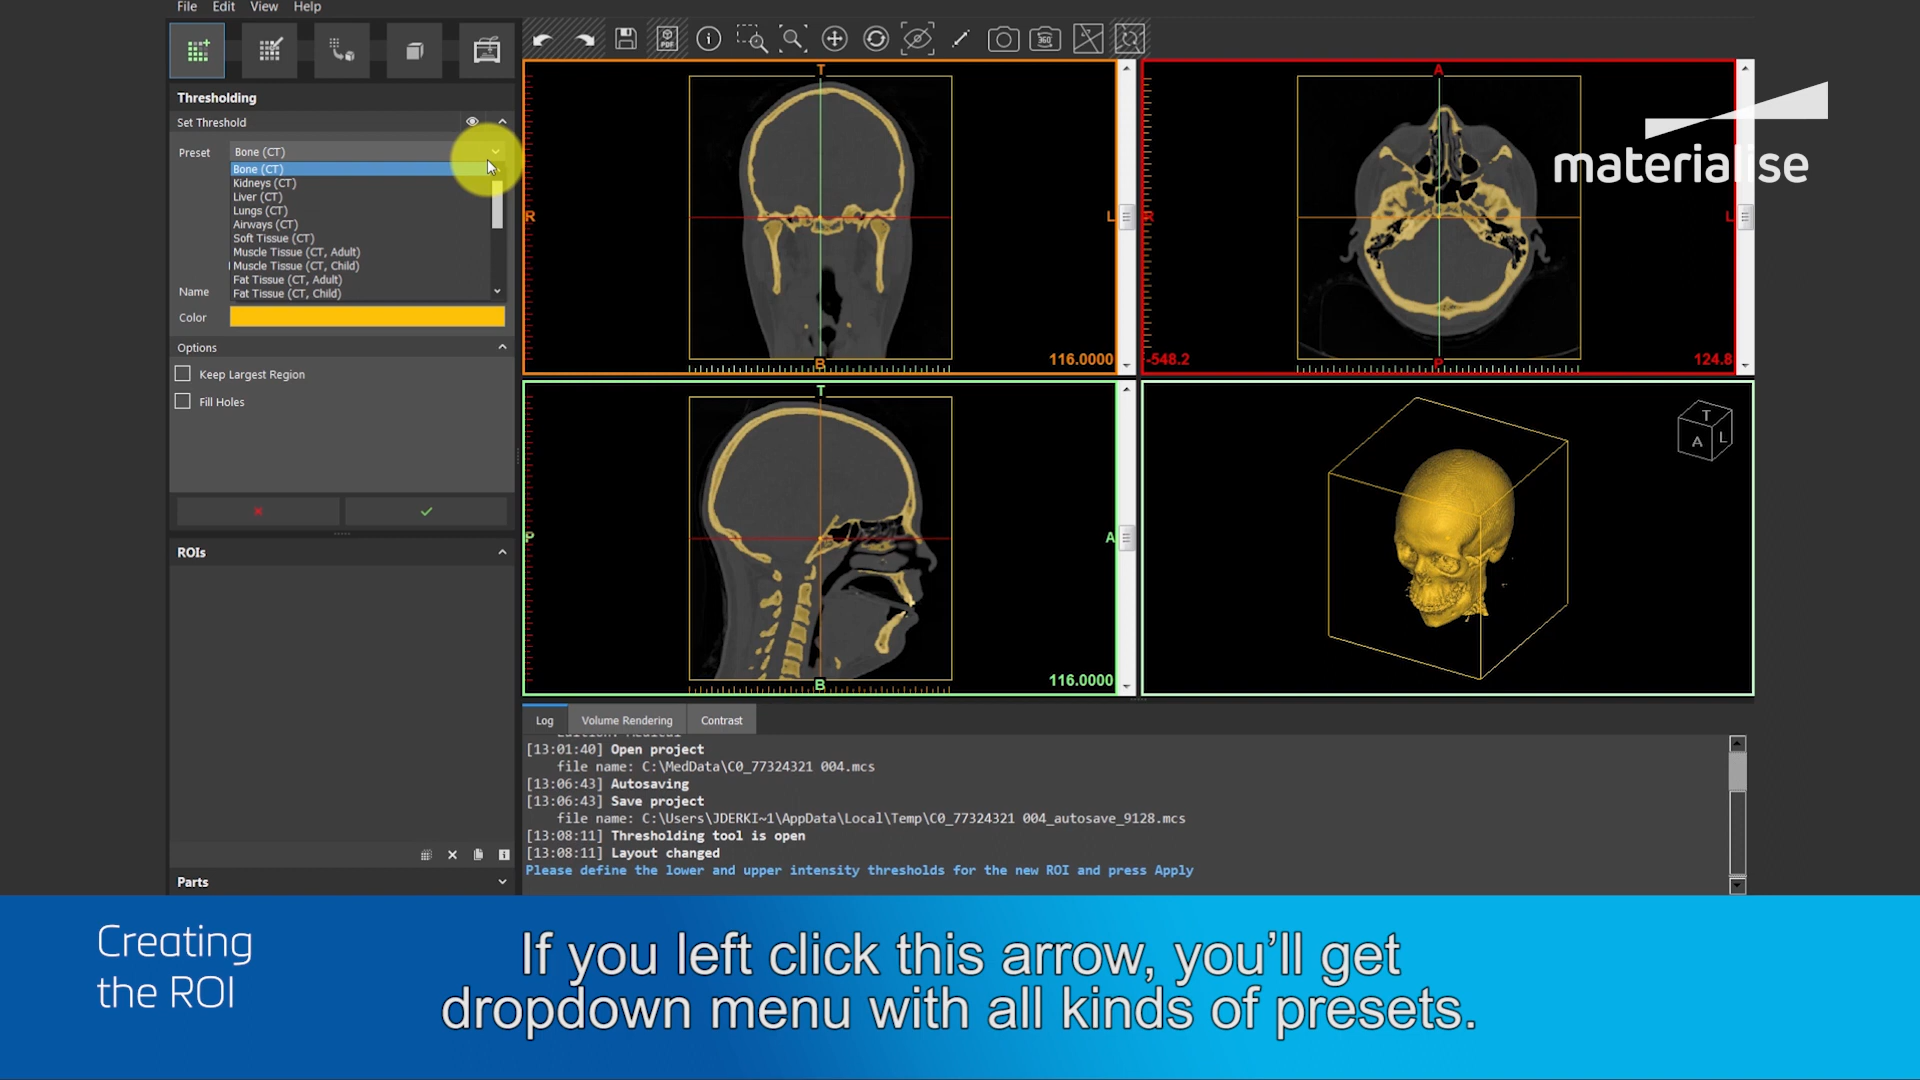 File Edit View Help
Thresholding
Set Threshold
Preset Bone (CT)
Bone (CT)
Kidneys (CT)
Liver (CT)
Lungs (CT)
Airways (CT)
Soft Tissue (CT)
Muscle Tissue (CT, Adult)
Muscle Tissue (CT, Child)
Fat Tissue (CT, Adult)
Fat Tissue (CT, Child)
Name
Color
Options
Keep Largest Region
Fill Holes
ROIs
Parts
PDF
360
T
R
L
B
116.0000
A
R
L
P
-548.2
124.8
materialise
T
P
A
B
116.0000
T
A
L
Log Volume Rendering Contrast
[13:01:40] Open project
file name: C:\MedData\C0_77324321 004.mcs
[13:06:43] Autosaving
[13:06:43] Save project
file name: C:\Users\JDERKI~1\AppData\Local\Temp\C0_77324321 004_autosave_9128.mcs
[13:08:11] Thresholding tool is open
[13:08:11] Layout changed
Please define the lower and upper intensity thresholds for the new ROI and press Apply
Creating
the ROI
If you left click this arrow, you’ll get
dropdown menu with all kinds of presets.